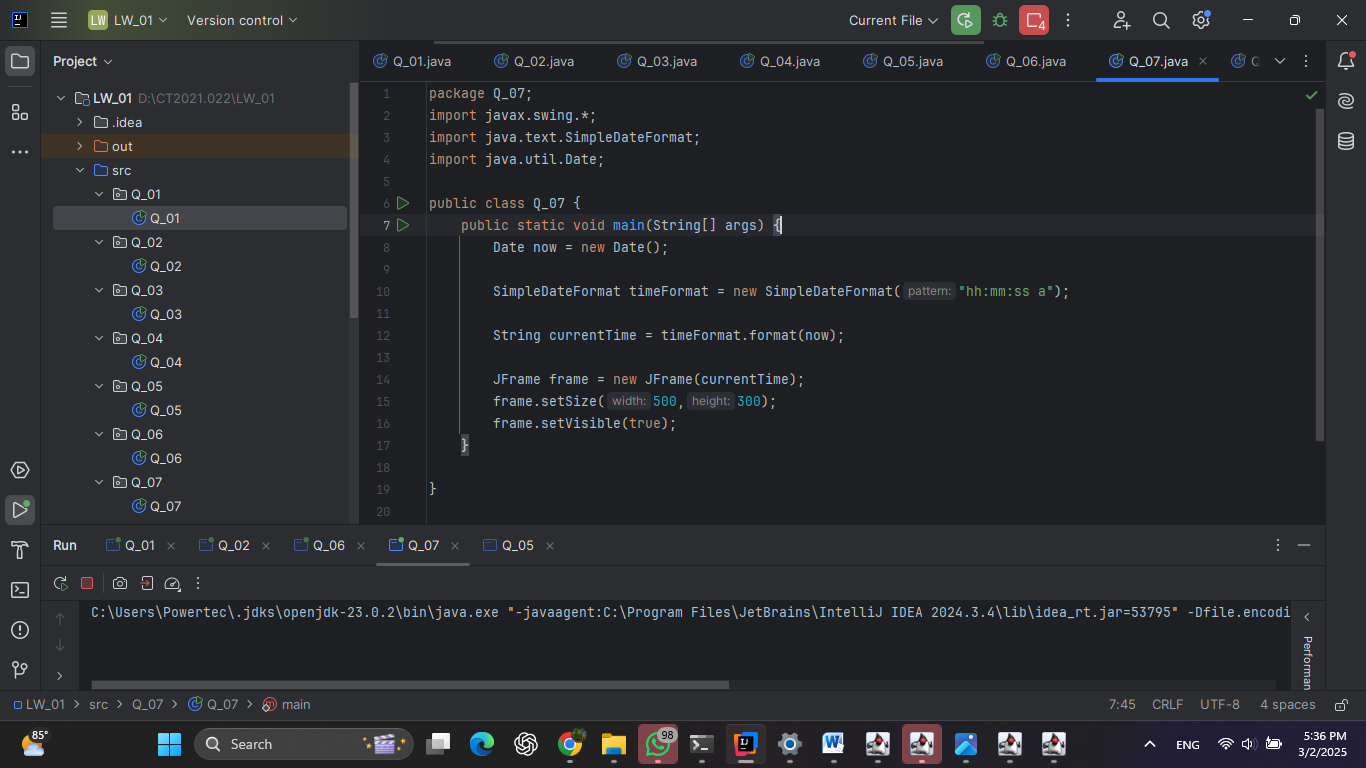 LW LW_01 Version control Current File 4
Project
Q_01.java Q_02.java Q_03.java Q_04.java Q_05.java Q_06.java Q_07.java
LW_01 D:\CT2021.022\LW_01
.idea
out
src
Q_01
Q_01
Q_02
Q_02
Q_03
Q_03
Q_04
Q_04
Q_05
Q_05
Q_06
Q_06
Q_07
Q_07
1 package Q_07;
2 import javax.swing.*;
3 import java.text.SimpleDateFormat;
4 import java.util.Date;
5
6 public class Q_07 {
7 public static void main(String[] args) {
8 Date now = new Date();
9
10 SimpleDateFormat timeFormat = new SimpleDateFormat( pattern: "hh:mm:ss a");
11
12 String currentTime = timeFormat.format(now);
13
14 JFrame frame = new JFrame(currentTime);
15 frame.setSize( width: 500, height: 300);
16 frame.setVisible(true);
17 }
18
19 }
20
Run Q_01 Q_02 Q_06 Q_07 Q_05
C:\Users\Powertec\.jdks\openjdk-23.0.2\bin\java.exe "-javaagent:C:\Program Files\JetBrains\IntelliJ IDEA 2024.3.4\lib\idea_rt.jar=53795" -Dfile.encodi
Performan
LW_01 > src > Q_07 > Q_07 > main 7:45 CRLF UTF-8 4 spaces
85° Search 98 ENG 5:36 PM
3/2/2025